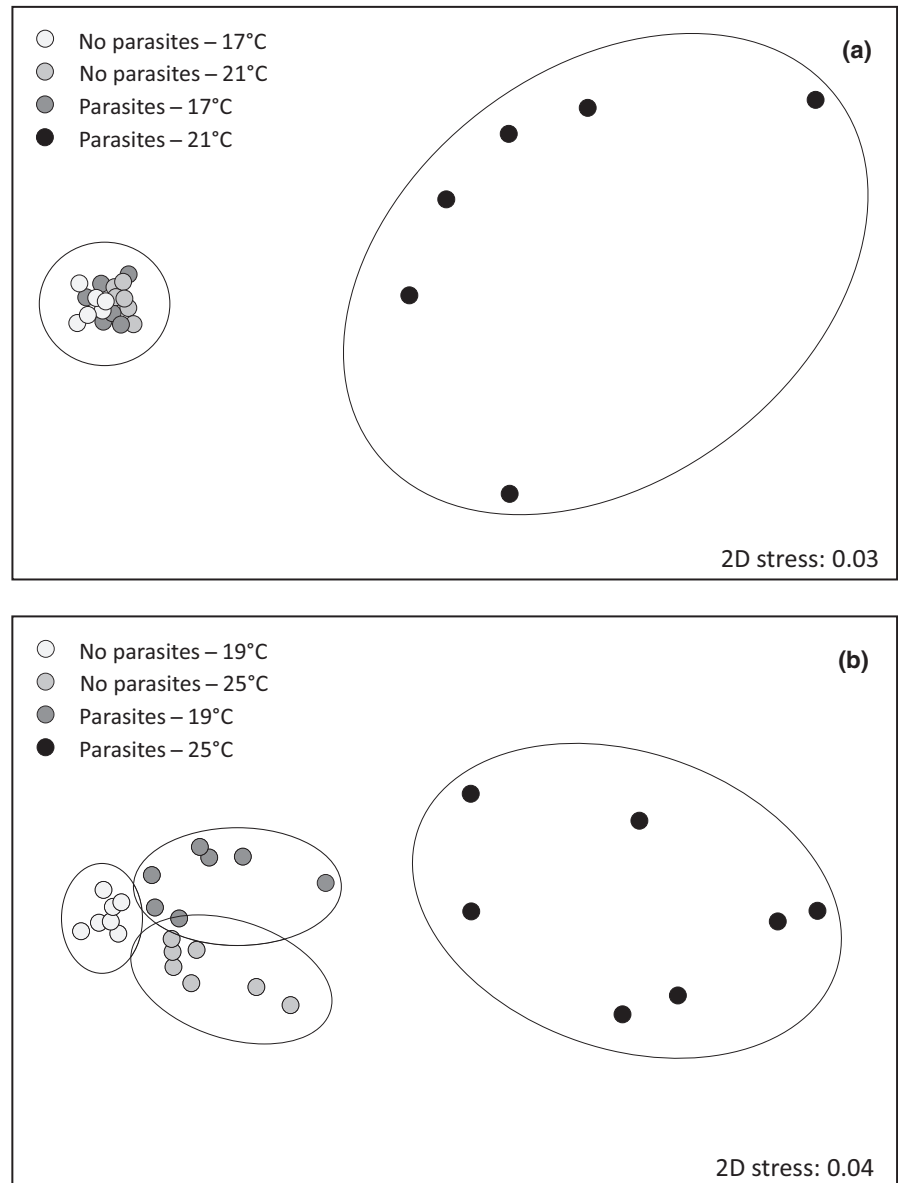 No parasites – 17°C
(a)
No parasites – 21°C
Parasites – 17°C
Parasites – 21°C
2D stress: 0.03
No parasites – 19°C
(b)
No parasites – 25°C
Parasites – 19°C
Parasites – 25°C
2D stress: 0.04